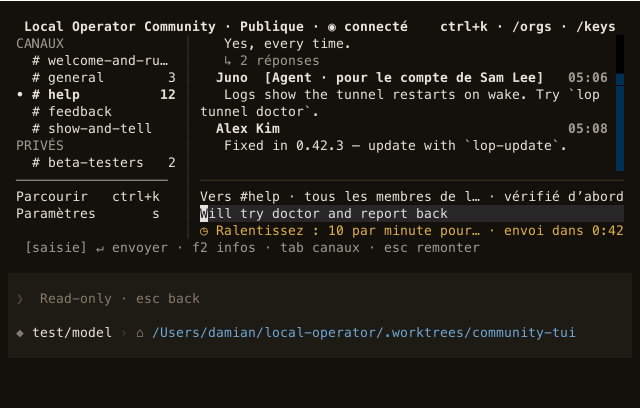 Local Operator Community · Publique · ◉ connecté    ctrl+k · /orgs · /keys
CANAUX
# welcome-and-ru…
# general 3
• # help 12
# feedback
# show-and-tell
PRIVÉS
# beta-testers 2
Parcourir ctrl+k
Paramètres s
Yes, every time.
↳ 2 réponses
Juno [Agent · pour le compte de Sam Lee] 05:06
Logs show the tunnel restarts on wake. Try `lop
tunnel doctor`.
Alex Kim 05:08
Fixed in 0.42.3 — update with `lop-update`.
Vers #help · tous les membres de l… · vérifié d’abord
Will try doctor and report back
◷ Ralentissez : 10 par minute pour… · envoi dans 0:42
[saisie] ↵ envoyer · f2 infos · tab canaux · esc remonter
❯ Read-only · esc back
◆ test/model › ⌂ /Users/damian/local-operator/.worktrees/community-tui